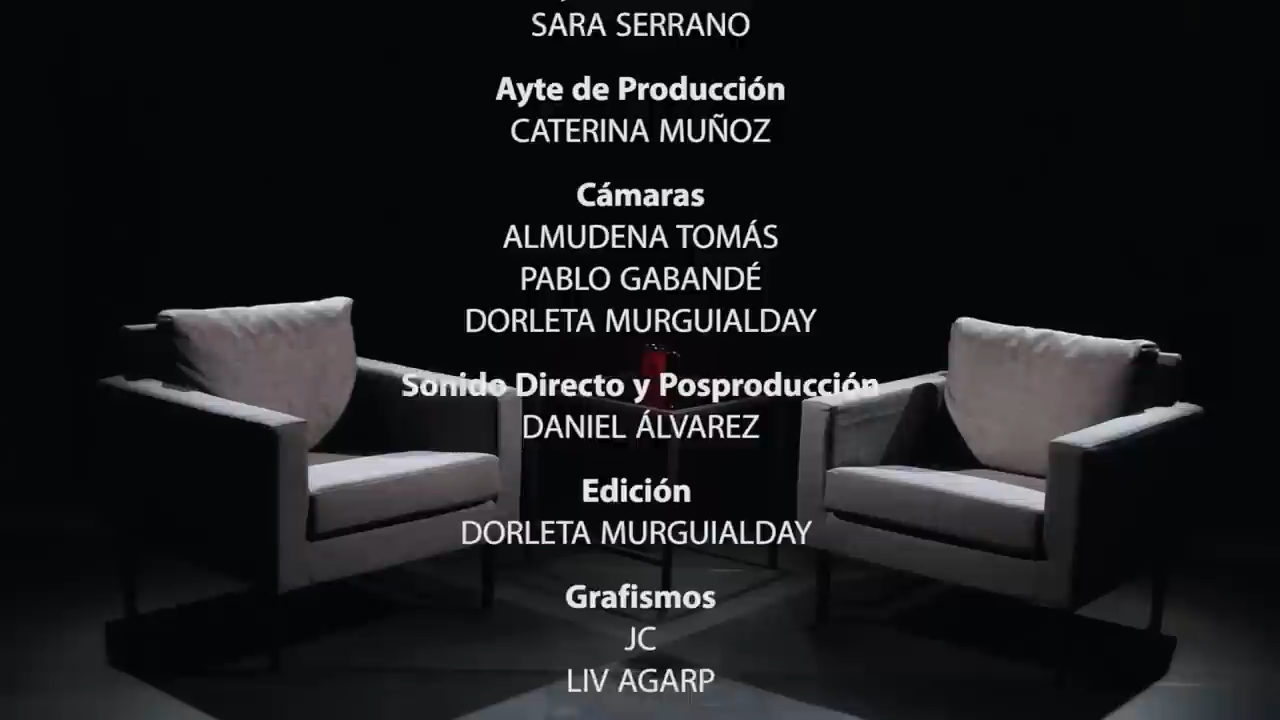 SARA SERRANO
Ayte de Producción
CATERINA MUÑOZ
Cámaras
ALMUDENA TOMÁS
PABLO GABANDÉ
DORLETA MURGUIALDAY
Sonido Directo y Posproducción
DANIEL ÁLVAREZ
Edición
DORLETA MURGUIALDAY
Grafismos
JC
LIV AGARP